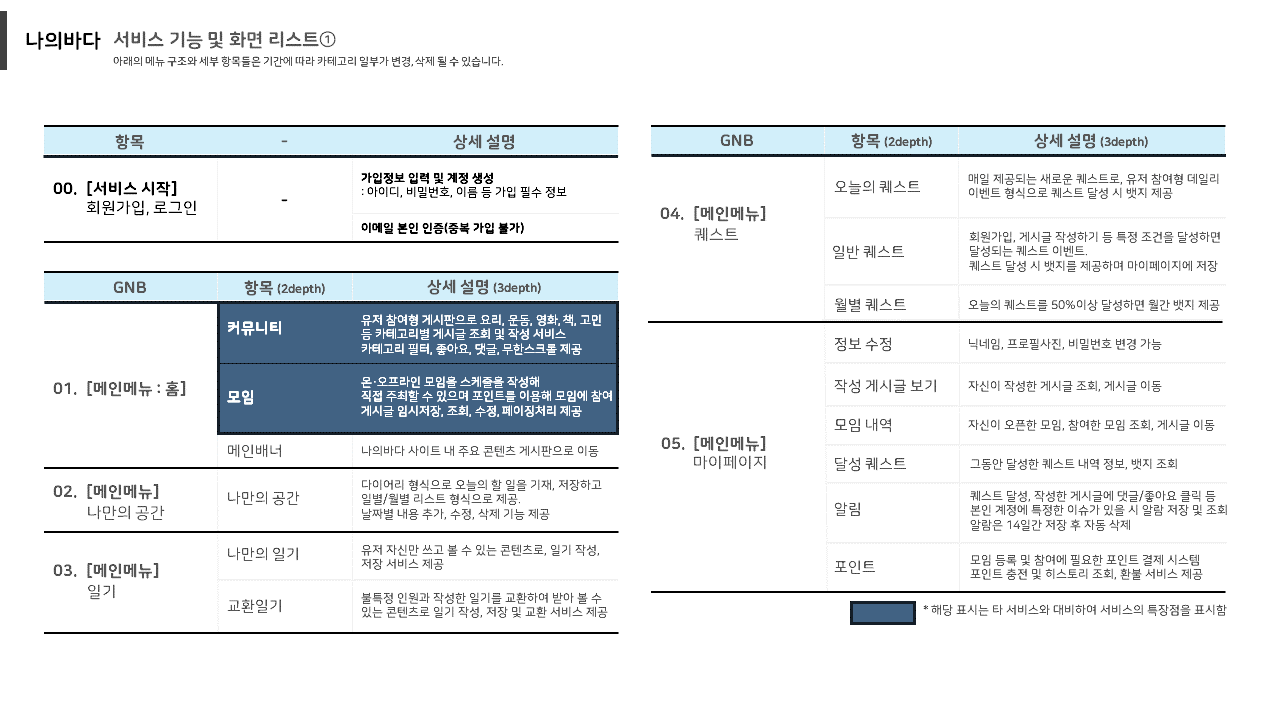 나의바다 서비스 기능 및 화면 리스트①
아래의 메뉴 구조와 세부 항목들은 기간에 따라 카테고리 일부가 변경, 삭제 될 수 있습니다.
항목 - 상세 설명
00. [서비스 시작]
회원가입, 로그인
-
가입정보 입력 및 계정 생성
: 아이디, 비밀번호, 이름 등 가입 필수 정보
이메일 본인 인증(중복 가입 불가)
GNB 항목 (2depth) 상세 설명 (3depth)
01. [메인메뉴 : 홈]
커뮤니티
유저 참여형 게시판으로 요리, 운동, 영화, 책, 고민
등 카테고리별 게시글 조회 및 작성 서비스
카테고리 필터, 좋아요, 댓글, 무한스크롤 제공
모임
온·오프라인 모임을 스케줄을 작성해
직접 주최할 수 있으며 포인트를 이용해 모임에 참여
게시글 임시저장, 조회, 수정, 페이징처리 제공
메인배너
나의바다 사이트 내 주요 콘텐츠 게시판으로 이동
02. [메인메뉴]
나만의 공간
나만의 공간
다이어리 형식으로 오늘의 할 일을 기재, 저장하고
일별/월별 리스트 형식으로 제공.
날짜별 내용 추가, 수정, 삭제 기능 제공
03. [메인메뉴]
일기
나만의 일기
유저 자신만 쓰고 볼 수 있는 콘텐츠로, 일기 작성,
저장 서비스 제공
교환일기
불특정 인원과 작성한 일기를 교환하여 받아 볼 수
있는 콘텐츠로 일기 작성, 저장 및 교환 서비스 제공
GNB 항목 (2depth) 상세 설명 (3depth)
04. [메인메뉴]
퀘스트
오늘의 퀘스트
매일 제공되는 새로운 퀘스트로, 유저 참여형 데일리
이벤트 형식으로 퀘스트 달성 시 뱃지 제공
일반 퀘스트
회원가입, 게시글 작성하기 등 특정 조건을 달성하면
달성되는 퀘스트 이벤트.
퀘스트 달성 시 뱃지를 제공하며 마이페이지에 저장
월별 퀘스트
오늘의 퀘스트를 50%이상 달성하면 월간 뱃지 제공
05. [메인메뉴]
마이페이지
정보 수정
닉네임, 프로필사진, 비밀번호 변경 가능
작성 게시글 보기
자신이 작성한 게시글 조회, 게시글 이동
모임 내역
자신이 오픈한 모임, 참여한 모임 조회, 게시글 이동
달성 퀘스트
그동안 달성한 퀘스트 내역 정보, 뱃지 조회
알림
퀘스트 달성, 작성한 게시글에 댓글/좋아요 클릭 등
본인 계정에 특정한 이슈가 있을 시 알람 저장 및 조회
알람은 14일간 저장 후 자동 삭제
포인트
모임 등록 및 참여에 필요한 포인트 결제 시스템
포인트 충전 및 히스토리 조회, 환불 서비스 제공
* 해당 표시는 타 서비스와 대비하여 서비스의 특장점을 표시함